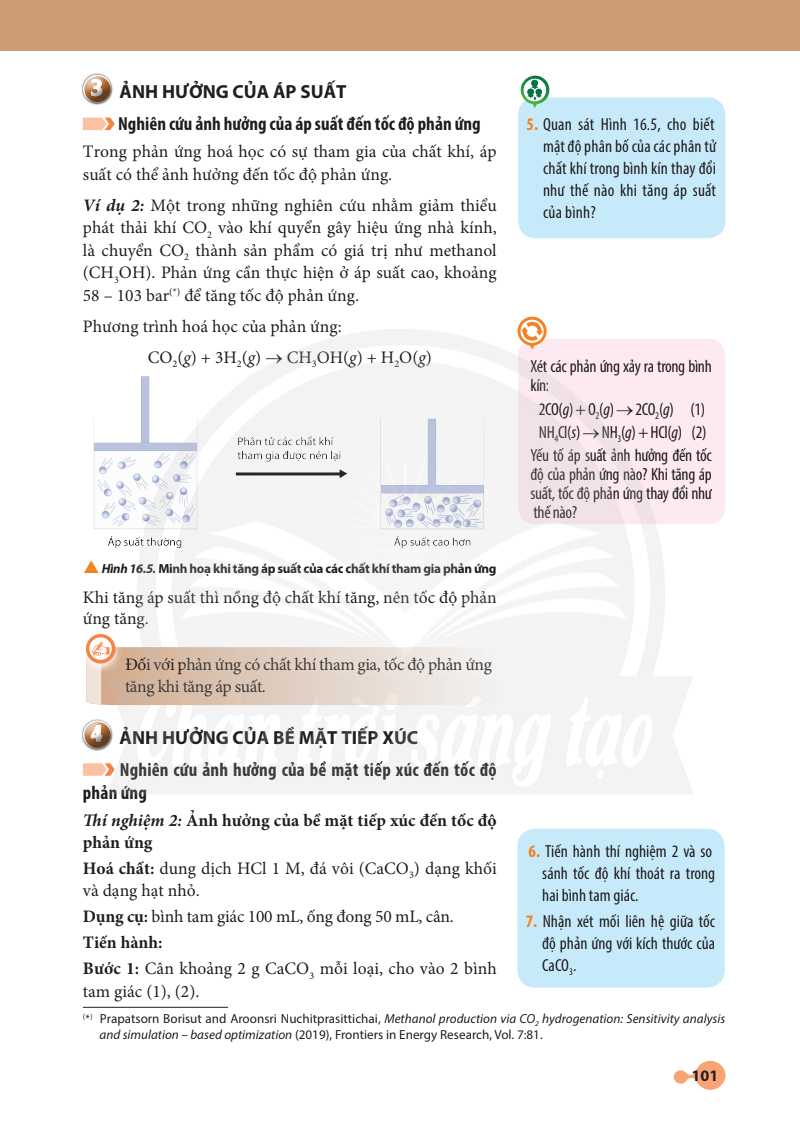 3 ẢNH HƯỞNG CỦA ÁP SUẤT
Nghiên cứu ảnh hưởng của áp suất đến tốc độ phản ứng
Trong phản ứng hoá học có sự tham gia của chất khí, áp
suất có thể ảnh hưởng đến tốc độ phản ứng.
Ví dụ 2: Một trong những nghiên cứu nhằm giảm thiểu
phát thải khí CO₂ vào khí quyển gây hiệu ứng nhà kính,
là chuyển CO₂ thành sản phẩm có giá trị như methanol
(CH₃OH). Phản ứng cần thực hiện ở áp suất cao, khoảng
58 – 103 bar(*) để tăng tốc độ phản ứng.
Phương trình hoá học của phản ứng:
CO₂(g) + 3H₂(g) → CH₃OH(g) + H₂O(g)
Phân tử các chất khí
tham gia được nén lại
Áp suất thường
Áp suất cao hơn
Hình 16.5. Minh hoạ khi tăng áp suất của các chất khí tham gia phản ứng
Khi tăng áp suất thì nồng độ chất khí tăng, nên tốc độ phản
ứng tăng.
Đối với phản ứng có chất khí tham gia, tốc độ phản ứng
tăng khi tăng áp suất.
4 ẢNH HƯỞNG CỦA BỀ MẶT TIẾP XÚC
Nghiên cứu ảnh hưởng của bề mặt tiếp xúc đến tốc độ
phản ứng
Thí nghiệm 2: Ảnh hưởng của bề mặt tiếp xúc đến tốc độ
phản ứng
Hoá chất: dung dịch HCl 1 M, đá vôi (CaCO₃) dạng khối
và dạng hạt nhỏ.
Dụng cụ: bình tam giác 100 mL, ống đong 50 mL, cân.
Tiến hành:
Bước 1: Cân khoảng 2 g CaCO₃ mỗi loại, cho vào 2 bình
tam giác (1), (2).
5. Quan sát Hình 16.5, cho biết
mật độ phân bố của các phân tử
chất khí trong bình kín thay đổi
như thế nào khi tăng áp suất
của bình?
Xét các phản ứng xảy ra trong bình
kín:
2CO(g) + O₂(g) → 2CO₂(g) (1)
NH₄Cl(s) → NH₃(g) + HCl(g) (2)
Yếu tố áp suất ảnh hưởng đến tốc
độ của phản ứng nào? Khi tăng áp
suất, tốc độ phản ứng thay đổi như
thế nào?
6. Tiến hành thí nghiệm 2 và so
sánh tốc độ khí thoát ra trong
hai bình tam giác.
7. Nhận xét mối liên hệ giữa tốc
độ phản ứng với kích thước của
CaCO₃.
(*) Prapatsorn Borisut and Aroonsri Nuchitprasittichai, Methanol production via CO₂ hydrogenation: Sensitivity analysis
and simulation – based optimization (2019), Frontiers in Energy Research, Vol. 7:81.
101
Chân trời sáng tạo